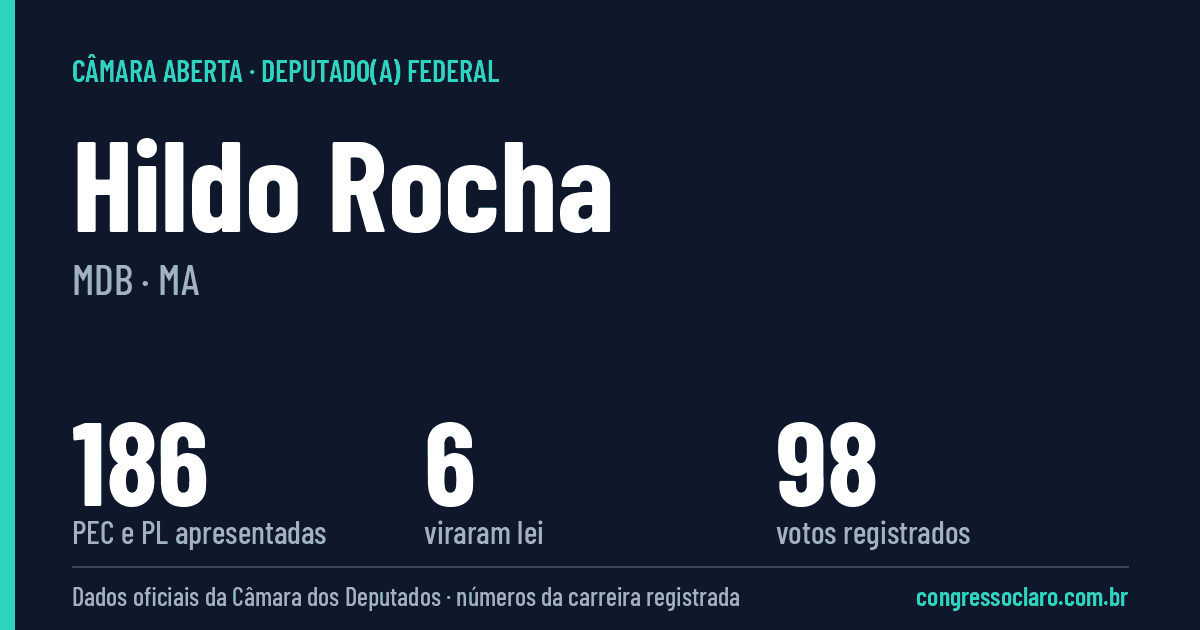 CÂMARA ABERTA · DEPUTADO(A) FEDERAL
Hildo Rocha
MDB · MA
186 6 98
PEC e PL apresentadas viraram lei votos registrados
Dados oficiais da Câmara dos Deputados · números da carreira registrada congressoclaro.com.br